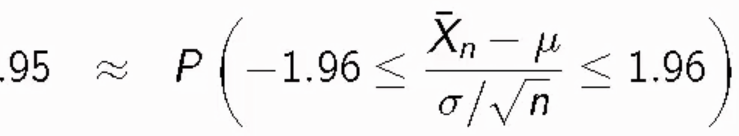 .95 ≈ P(−1.96 ≤ (X̄ₙ − μ)/(σ/√n) ≤ 1.96)